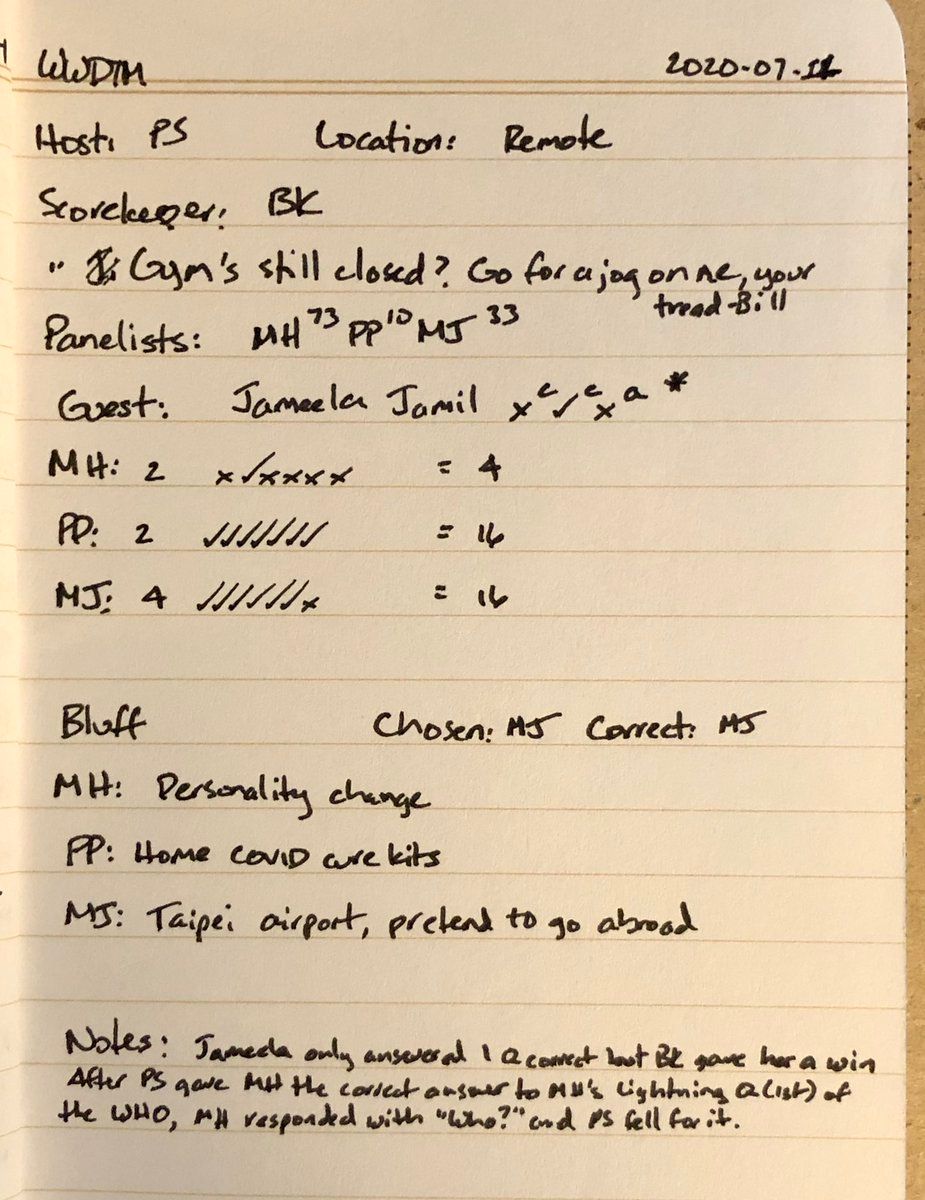 WWDTM 2020-07-11
Host: PS Location: Remote
Scorekeeper: BK
" Gym's still closed? Go for a jog on me, your
tread-Bill
Panelists: MH 73 PP 10 MJ 33
Guest: Jameela Jamil x c ✓ c x a *
MH: 2 x✓xxxx = 4
PP: 2 ✓✓✓✓✓✓✓ = 16
MJ: 4 ✓✓✓✓✓✓x = 16
Bluff Chosen: MJ Correct: MJ
MH: Personality change
PP: Home COVID cure kits
MJ: Taipei airport, pretend to go abroad
Notes: Jameela only answered 1 Q correct but BK gave her a win
After PS gave MH the correct answer to MH's Lightning Q (1st) of
the WHO, MH responded with "Who?" and PS fell for it.